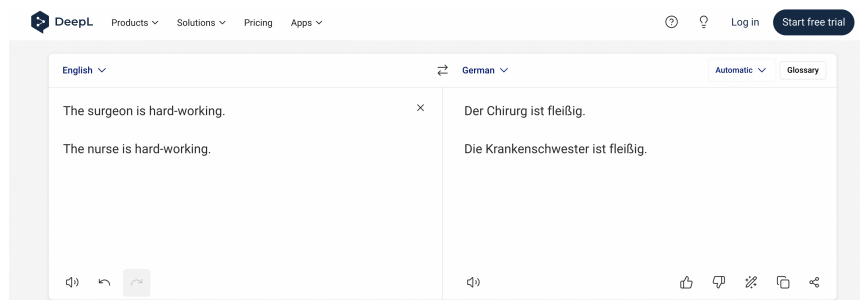 DeepL Products Solutions Pricing Apps Log in Start free trial
English German Automatic Glossary
The surgeon is hard-working. Der Chirurg ist fleißig.
The nurse is hard-working. Die Krankenschwester ist fleißig.